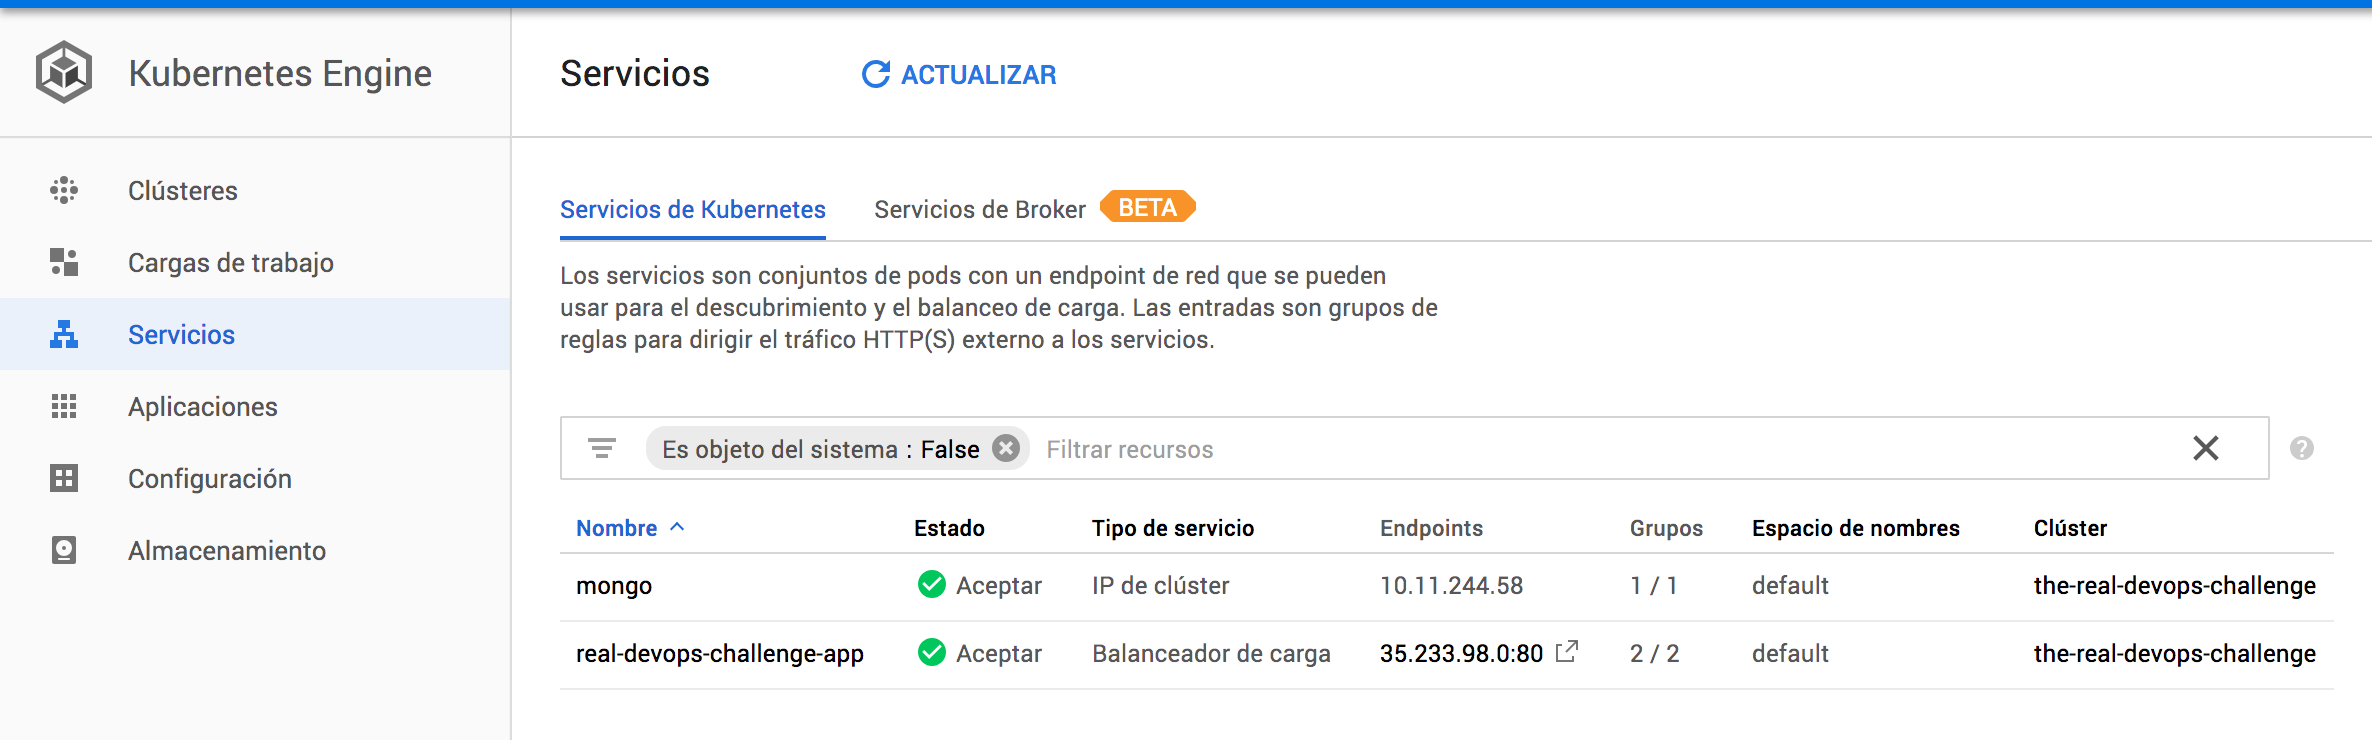 Kubernetes Engine
Servicios
ACTUALIZAR
Clústeres
Cargas de trabajo
Servicios
Aplicaciones
Configuración
Almacenamiento
Servicios de Kubernetes
Servicios de Broker
BETA
Los servicios son conjuntos de pods con un endpoint de red que se pueden
usar para el descubrimiento y el balanceo de carga. Las entradas son grupos de
reglas para dirigir el tráfico HTTP(S) externo a los servicios.
Es objeto del sistema : False Filtrar recursos
Nombre Estado Tipo de servicio Endpoints Grupos Espacio de nombres Clúster
mongo Aceptar IP de clúster 10.11.244.58 1 / 1 default the-real-devops-challenge
real-devops-challenge-app Aceptar Balanceador de carga 35.233.98.0:80 2 / 2 default the-real-devops-challenge